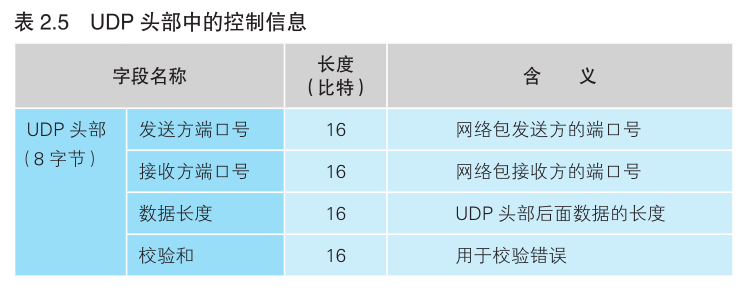 表 2.5 UDP 头部中的控制信息
字段名称 长度（比特） 含 义
UDP 头部（8 字节） 发送方端口号 16 网络包发送方的端口号
接收方端口号 16 网络包接收方的端口号
数据长度 16 UDP 头部后面数据的长度
校验和 16 用于校验错误